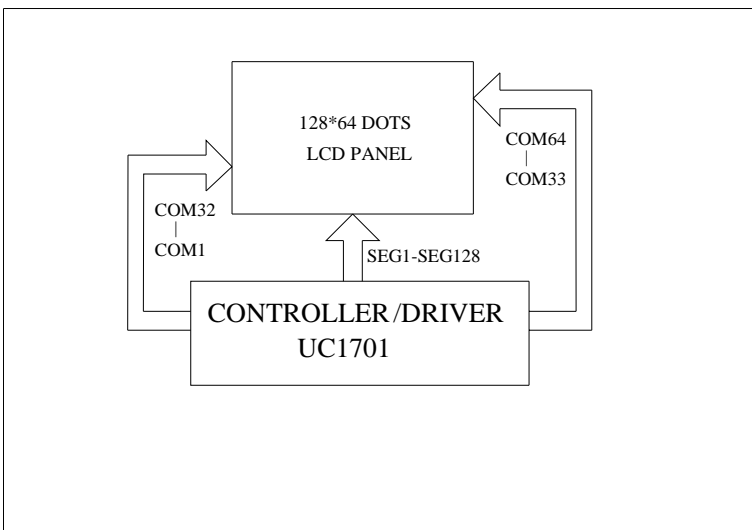 128*64 DOTS
LCD PANEL
COM64
|
COM33
COM32
|
COM1
SEG1-SEG128
CONTROLLER/DRIVER
UC1701